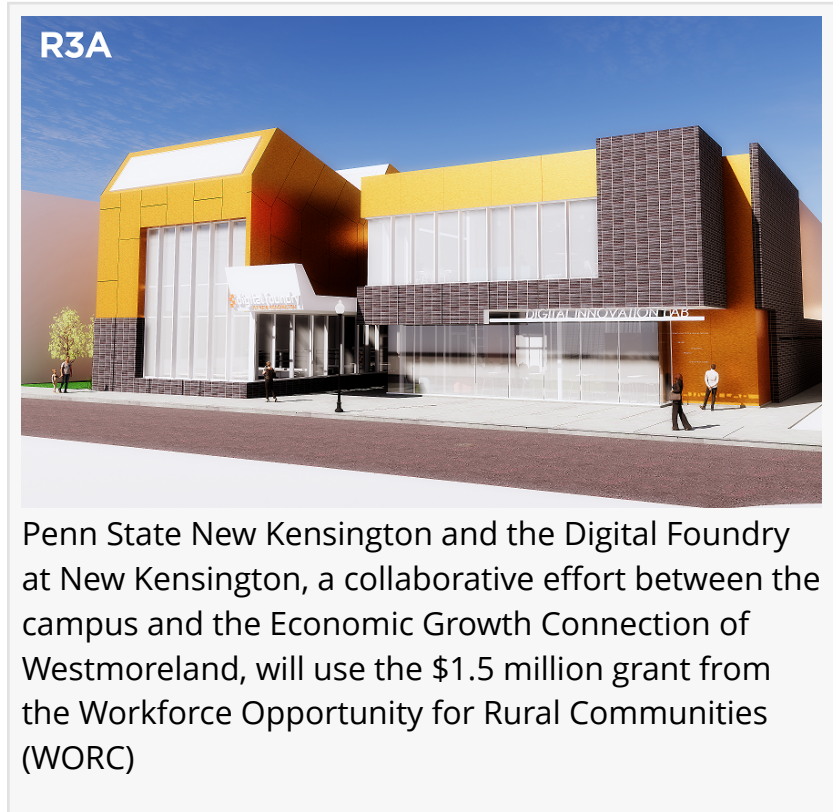 R3A
digital foundry
DIGITAL INNOVATION LAB
Penn State New Kensington and the Digital Foundry
at New Kensington, a collaborative effort between the
campus and the Economic Growth Connection of
Westmoreland, will use the $1.5 million grant from
the Workforce Opportunity for Rural Communities
(WORC)